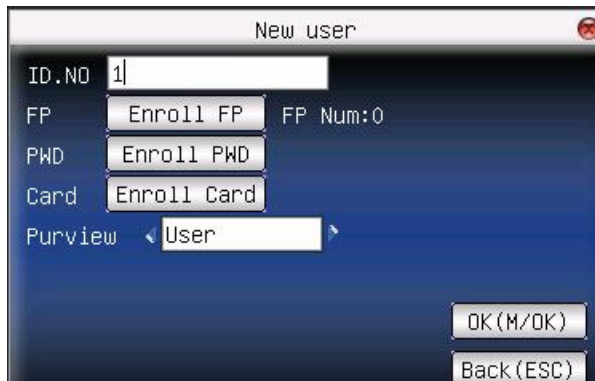 New user
ID.NO 1
FP Enroll FP FP Num:0
PWD Enroll PWD
Card Enroll Card
Purview User
OK(M/OK)
Back(ESC)